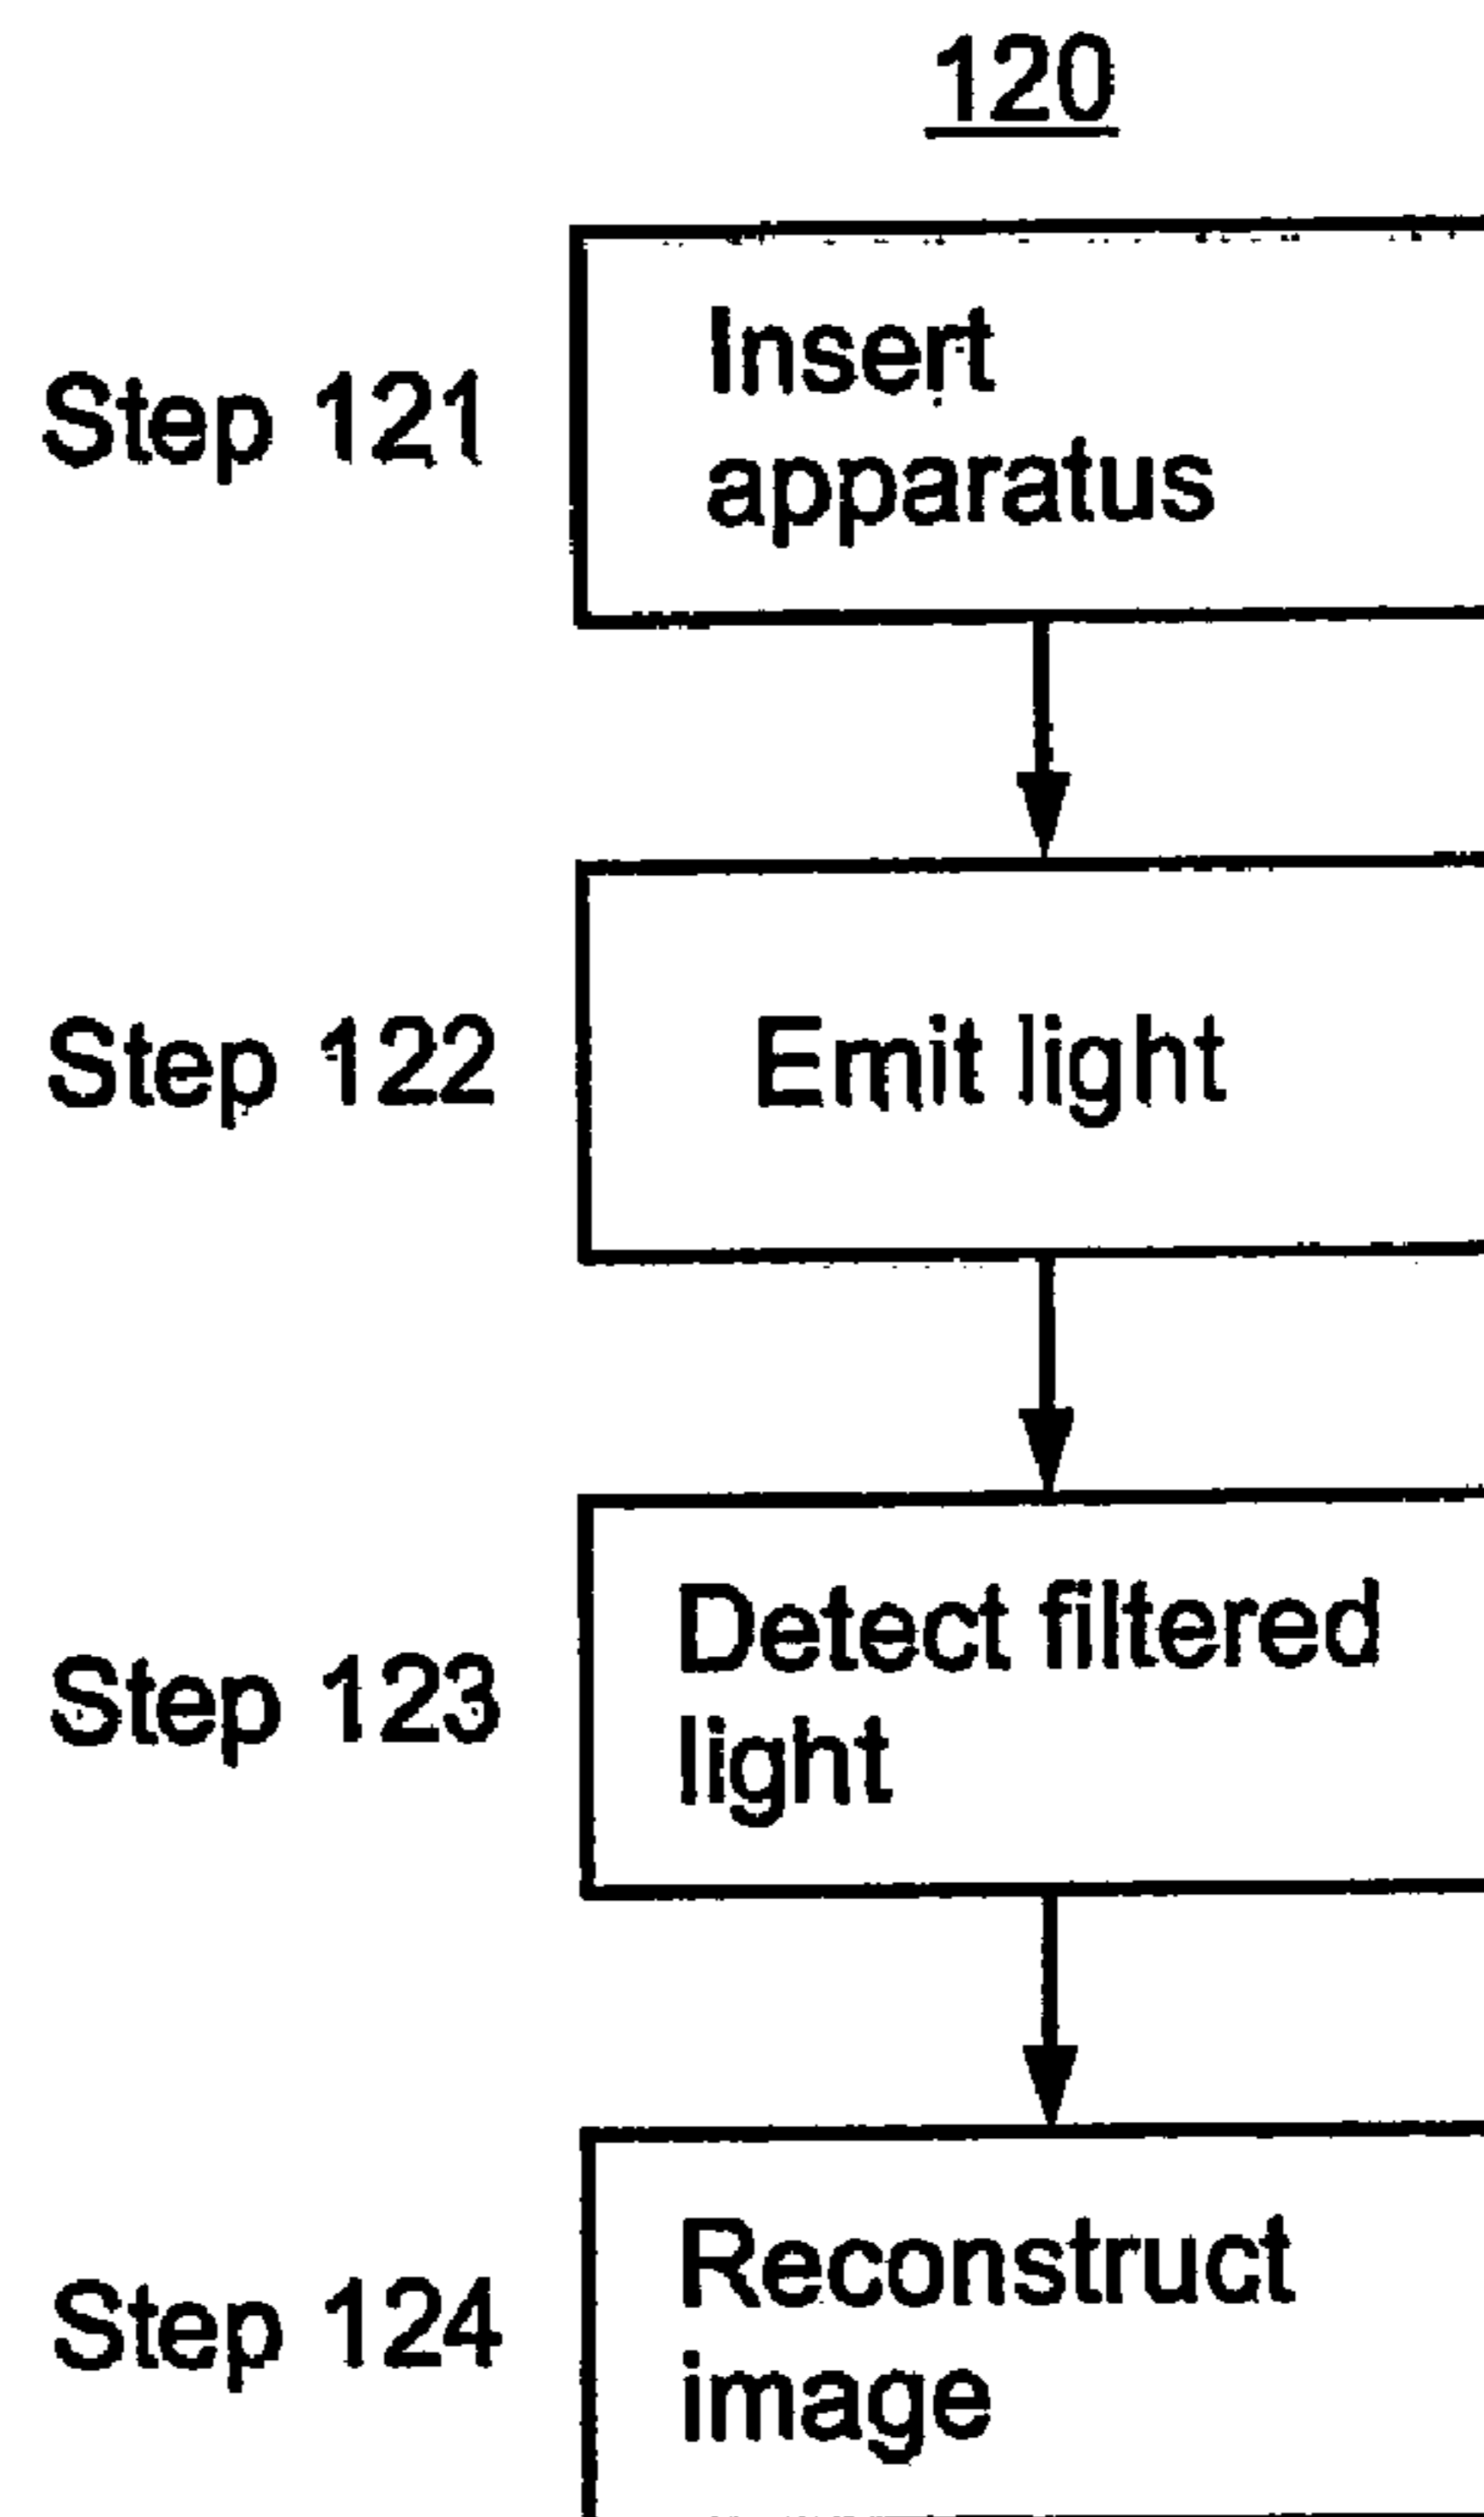 120
Step 121
Insert
apparatus
Step 122
Emit light
Step 123
Detect filtered
light
Step 124
Reconstruct
image